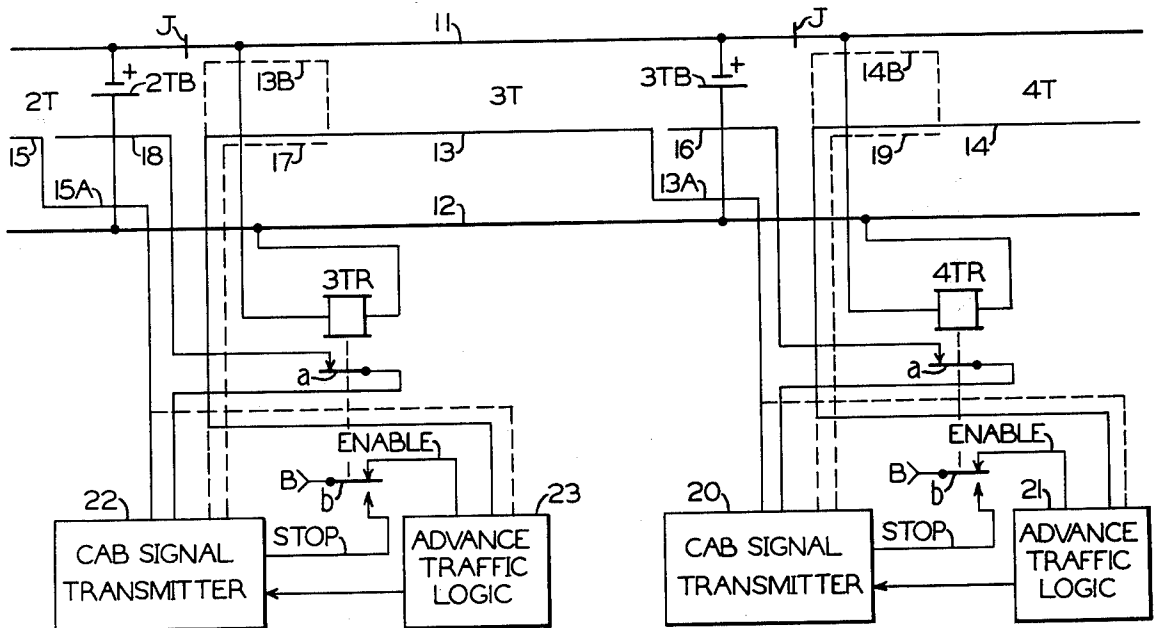 J 11 J
+ 2TB 13B 3T 3TB + 14B 4T
2T
15 18 17 13 16 19 14
15A 12 13A
3TR 4TR
a a
ENABLE ENABLE
B b B b
22 23 20 21
STOP STOP
CAB SIGNAL TRANSMITTER
ADVANCE TRAFFIC LOGIC
CAB SIGNAL TRANSMITTER
ADVANCE TRAFFIC LOGIC